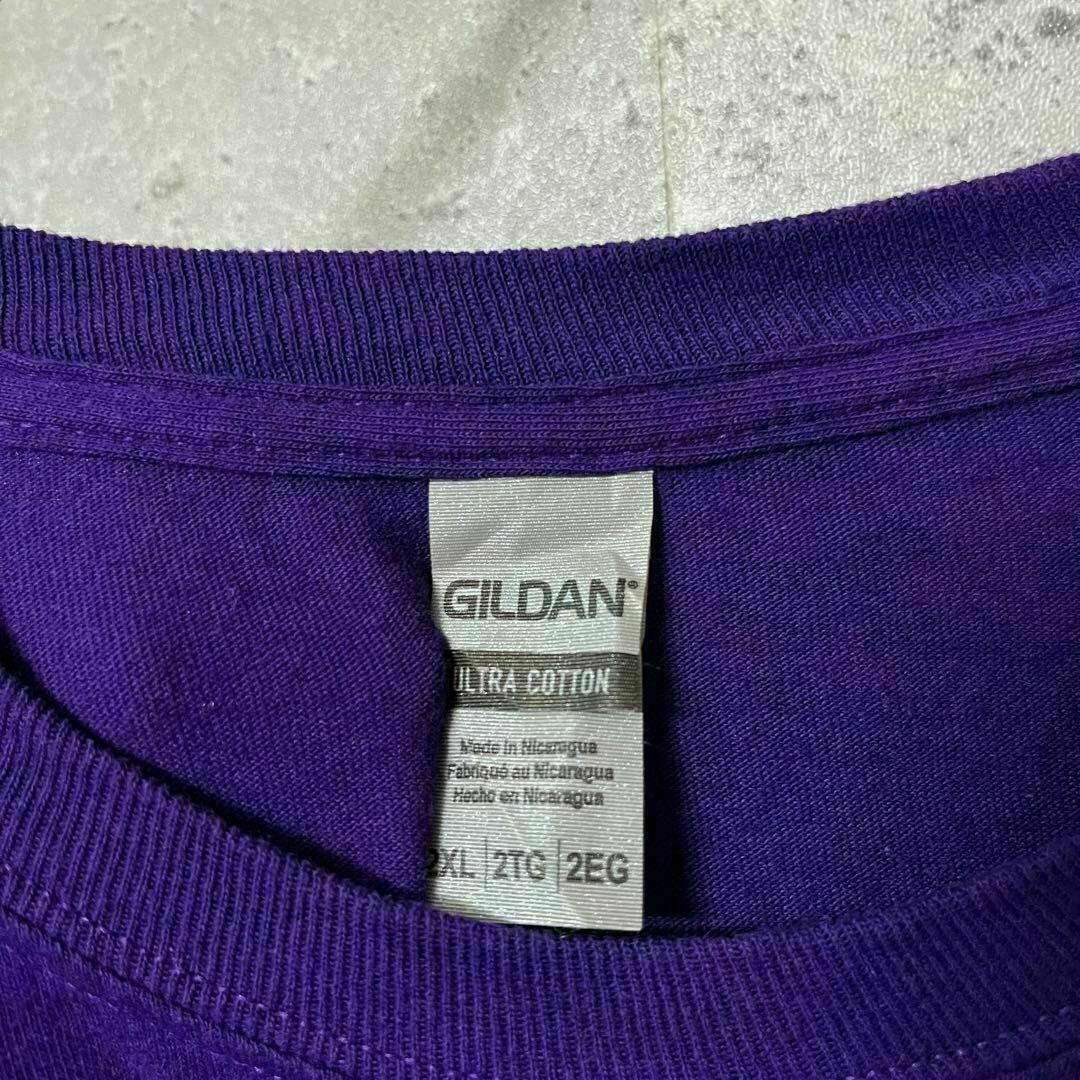 GILDAN®
ULTRA COTTON
Made in Nicaragua
Fabriqué au Nicaragua
Hecho en Nicaragua
2XL | 2TG | 2EG